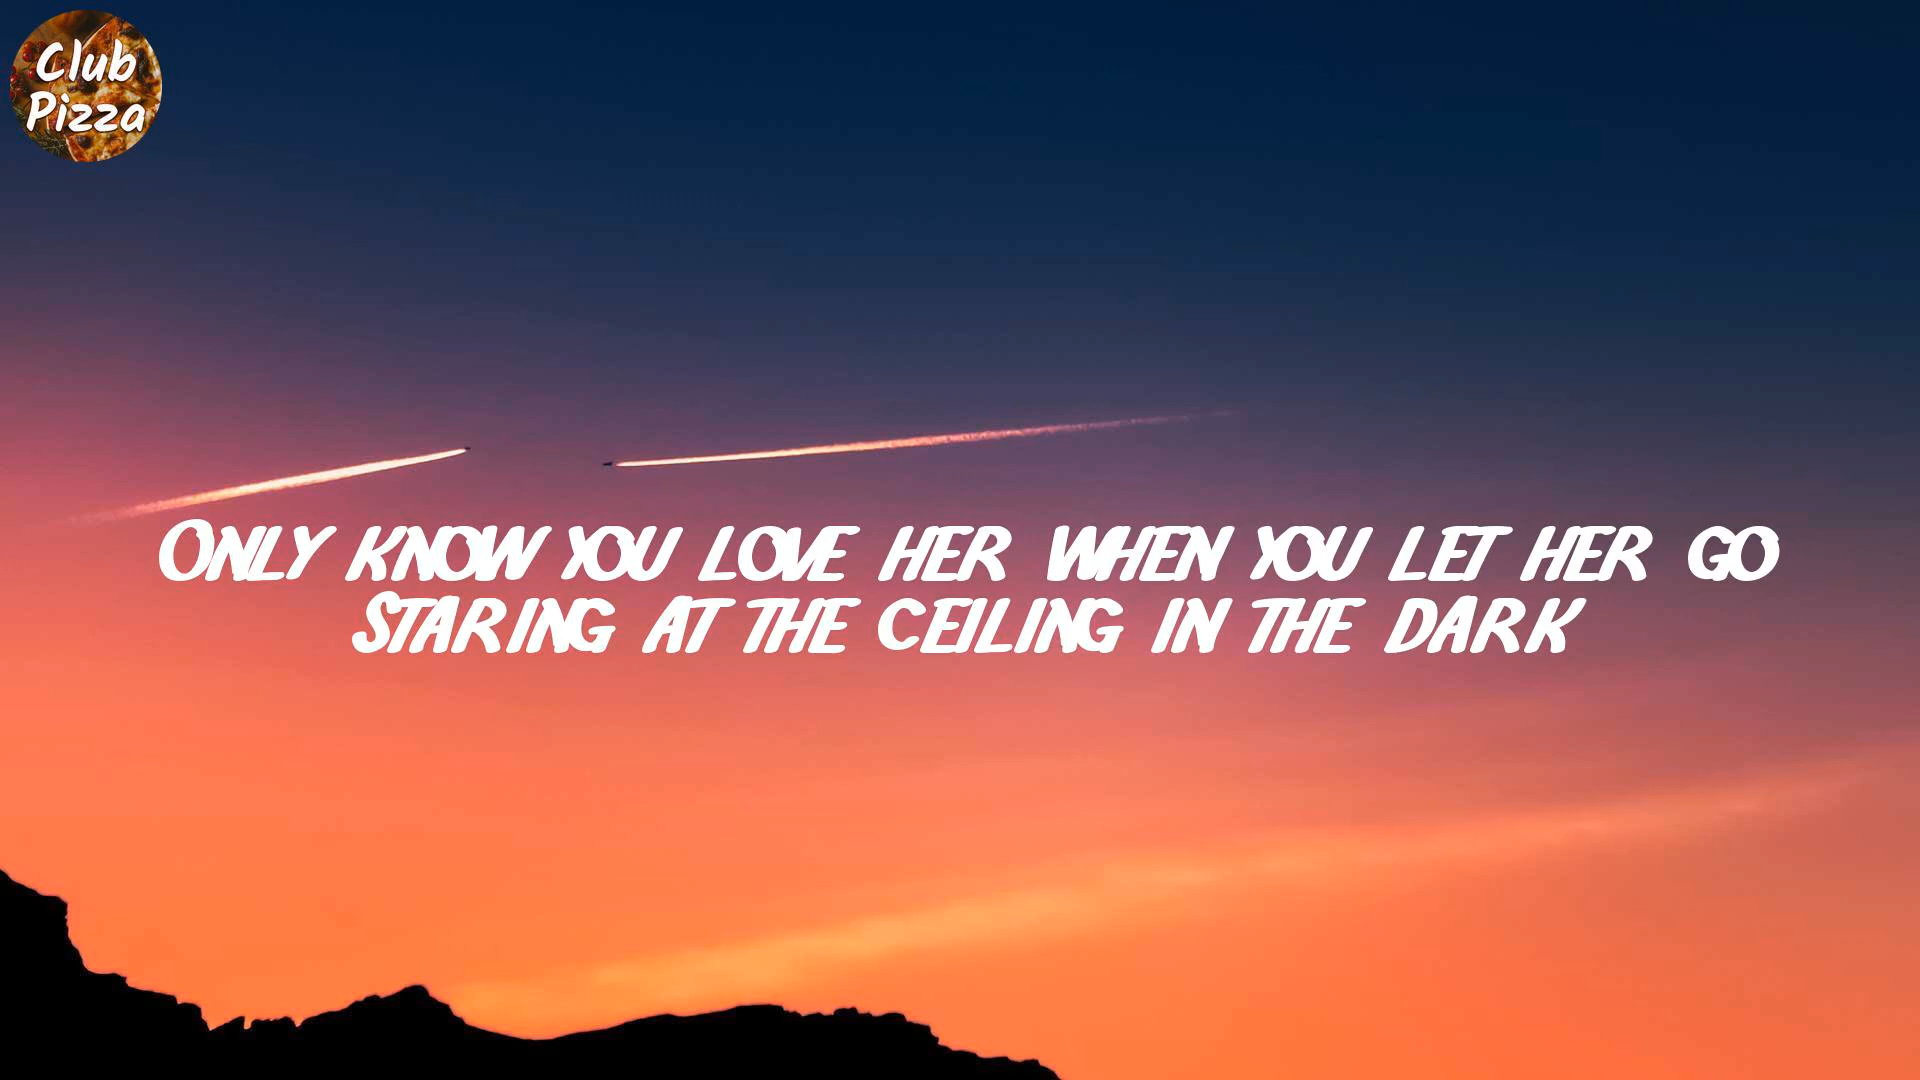 Club
Pizza
ONLY KNOW YOU LOVE HER WHEN YOU LET HER GO
STARING AT THE CEILING IN THE DARK